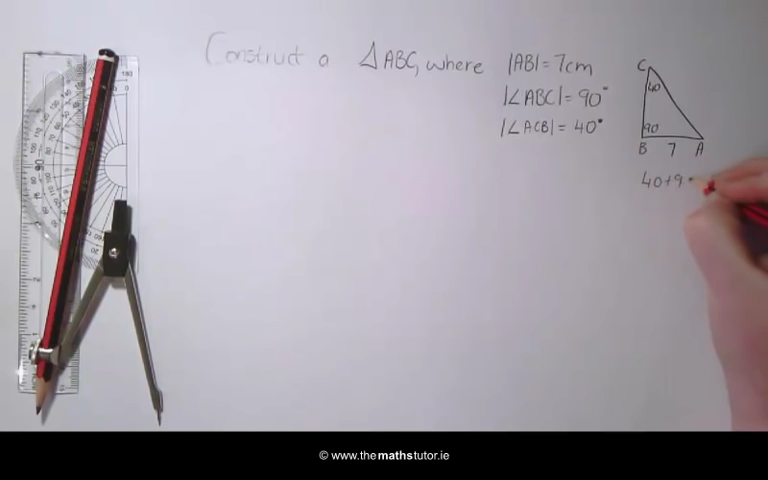 Construct a △ABC, where |AB| = 7cm
|∠ABC| = 90°
|∠ACB| = 40°
C
40
90
B 7 A
40+9
© www.themathstutor.ie